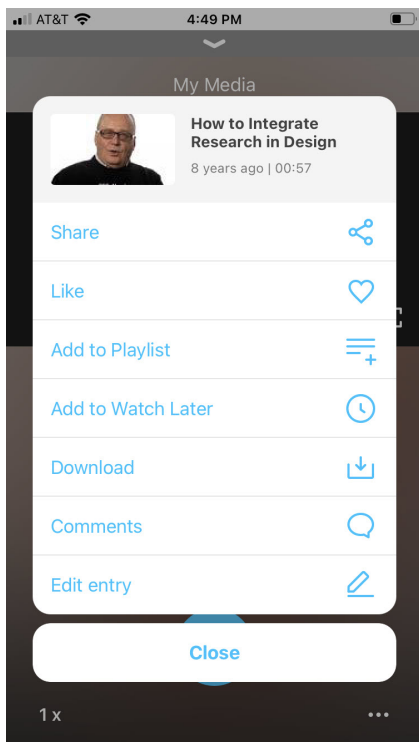 AT&T 4:49 PM
My Media
How to Integrate
Research in Design
8 years ago | 00:57
Share
Like
Add to Playlist
Add to Watch Later
Download
Comments
Edit entry
Close
1 x